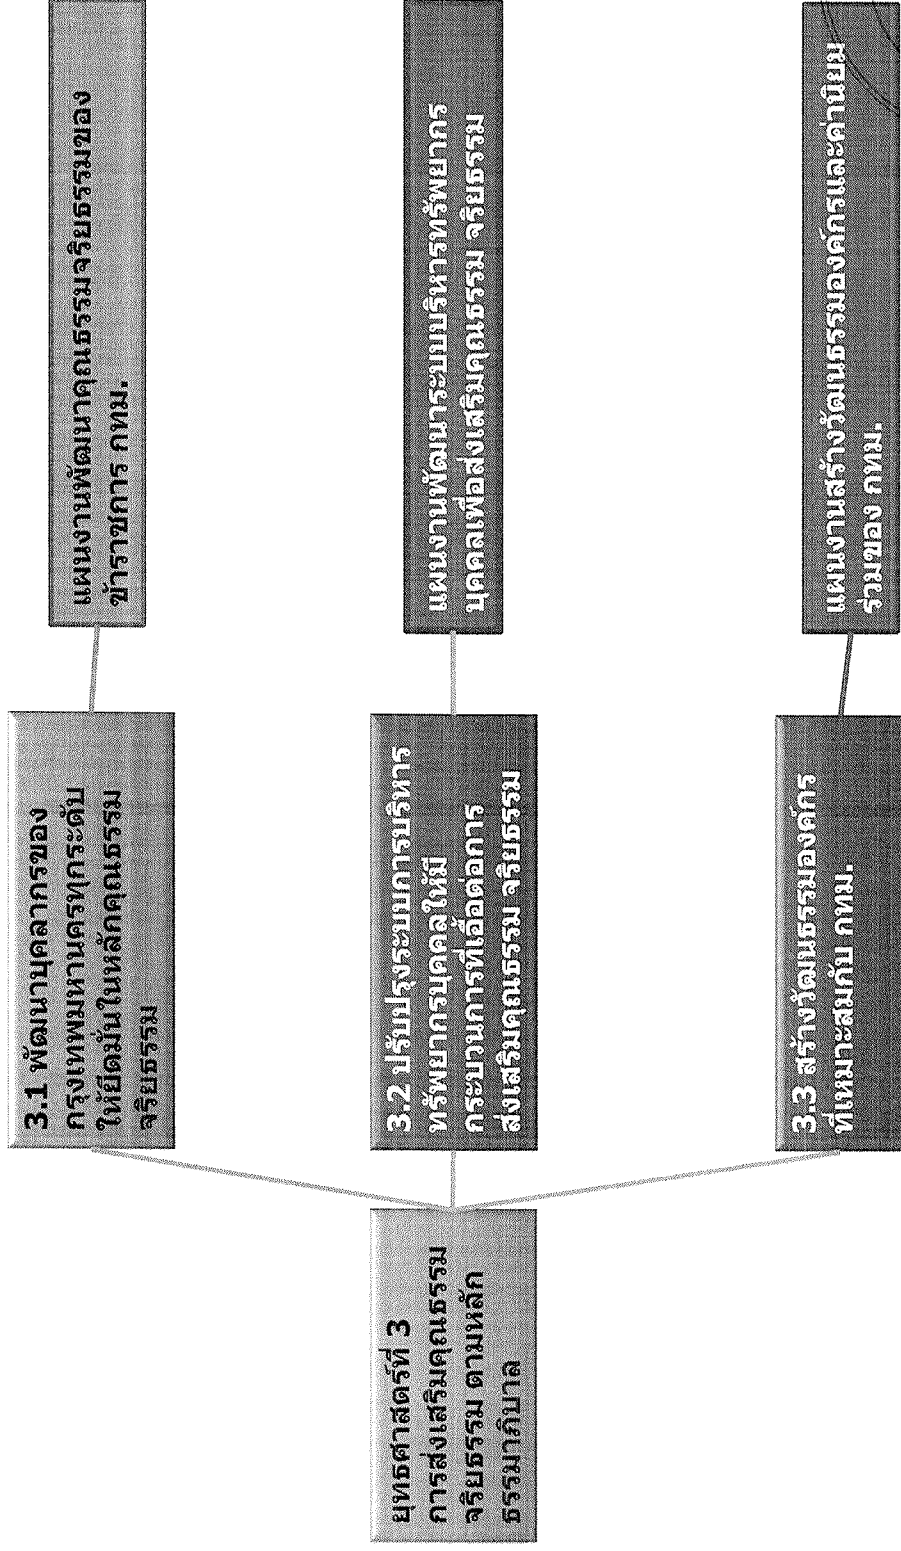 ยุทธศาสตร์ที่ 3
การส่งเสริมคุณธรรม
จริยธรรม ตามหลัก
ธรรมาภิบาล
3.1 พัฒนาบุคลากรของ
กรุงเทพมหานครทุกระดับ
ให้ยึดมั่นในหลักคุณธรรม
จริยธรรม
แผนงานพัฒนาคุณธรรมจริยธรรมของ
ข้าราชการ กทม.
3.2 ปรับปรุงระบบการบริหาร
ทรัพยากรบุคคลให้มี
กระบวนการที่เอื้อต่อการ
ส่งเสริมคุณธรรม จริยธรรม
แผนงานพัฒนาระบบบริหารทรัพยากร
บุคคลเพื่อส่งเสริมคุณธรรม จริยธรรม
3.3 สร้างวัฒนธรรมองค์กร
ที่เหมาะสมกับ กทม.
แผนงานสร้างวัฒนธรรมองค์กรและค่านิยม
ร่วมของ กทม.